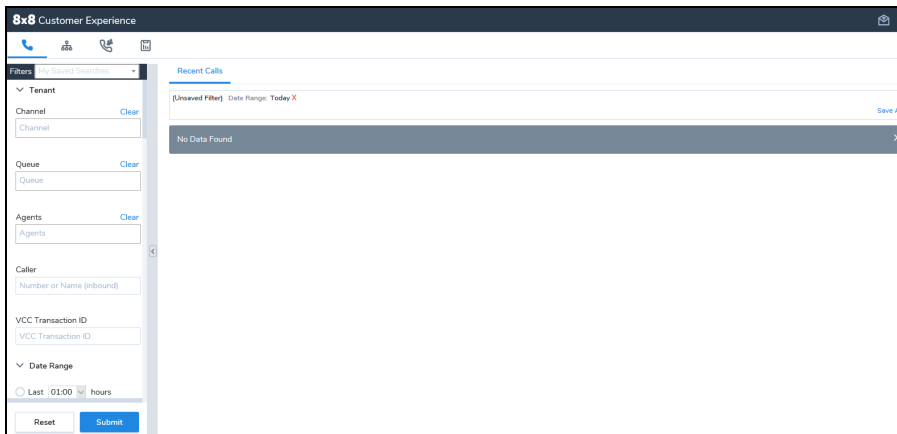 8x8 Customer Experience
Filters My Saved Searches
Recent Calls
Tenant
(Unsaved Filter) Date Range: Today X
Channel Clear
Save A
Channel
No Data Found
Queue Clear
Queue
Agents Clear
Agents
Caller
Number or Name (inbound)
VCC Transaction ID
VCC Transaction ID
Date Range
Last 01:00 hours
Reset Submit